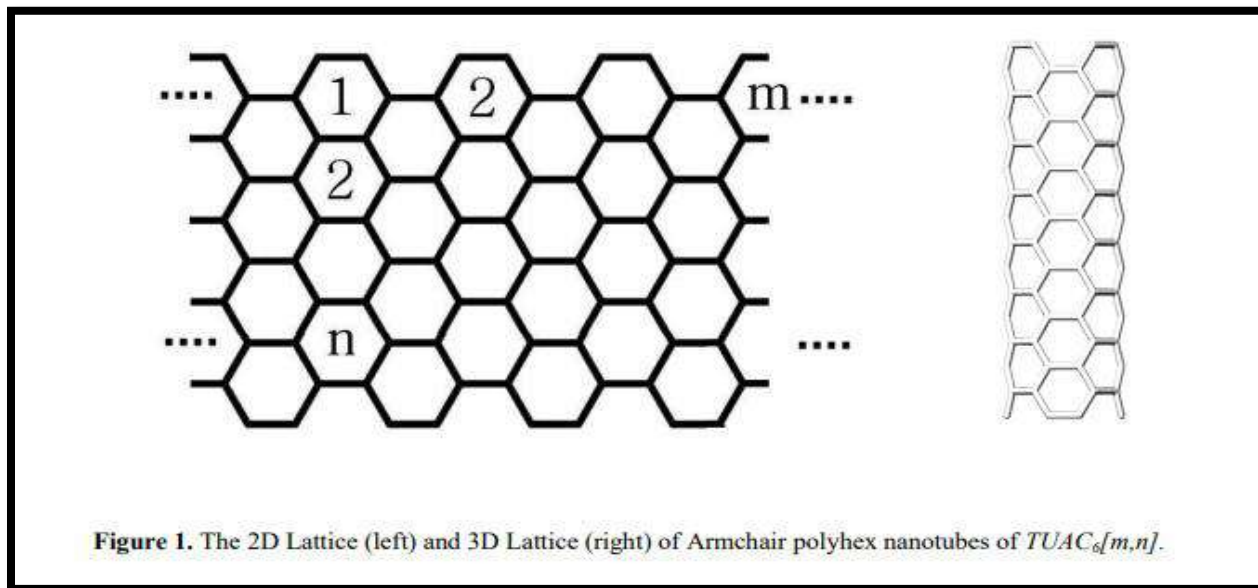 1 2 m
2
n
Figure 1. The 2D Lattice (left) and 3D Lattice (right) of Armchair polyhex nanotubes of TUAC₆[m,n].